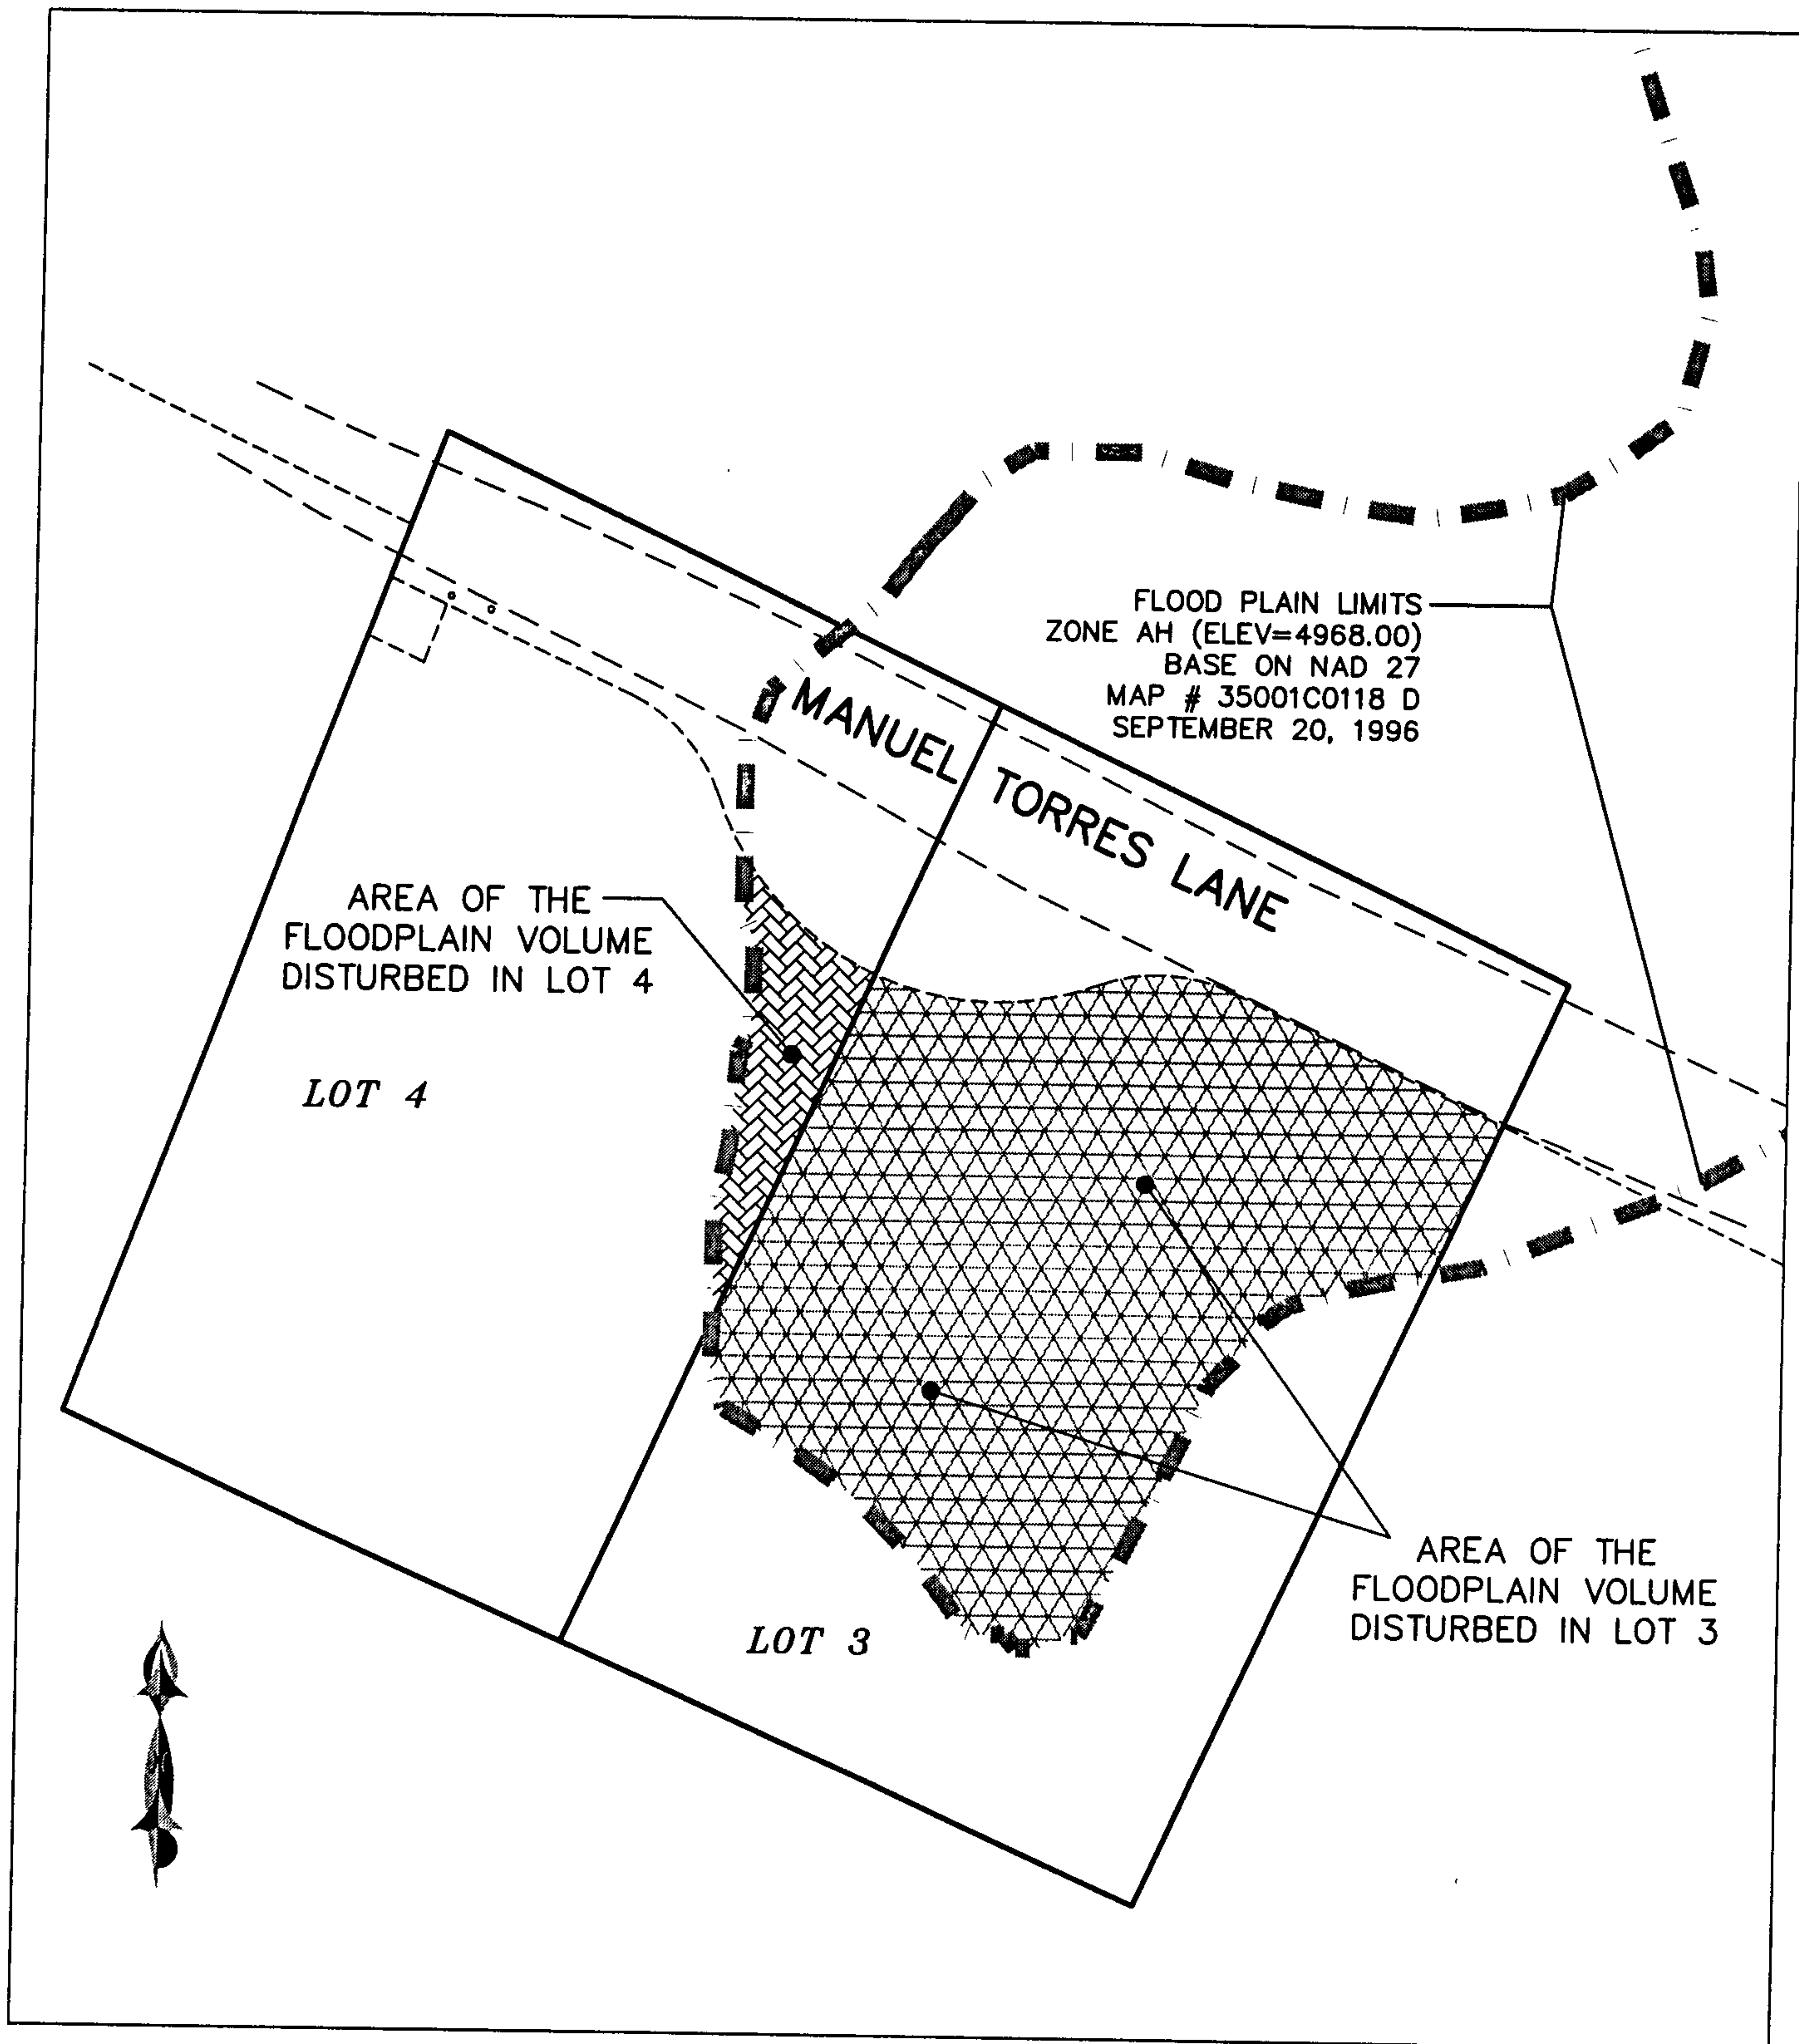 FLOOD PLAIN LIMITS
ZONE AH (ELEV=4968.00)
BASE ON NAD 27
MAP # 35001C0118 D
SEPTEMBER 20, 1996
MANUEL TORRES LANE
AREA OF THE
FLOODPLAIN VOLUME
DISTURBED IN LOT 4
LOT 4
AREA OF THE
FLOODPLAIN VOLUME
DISTURBED IN LOT 3
LOT 3